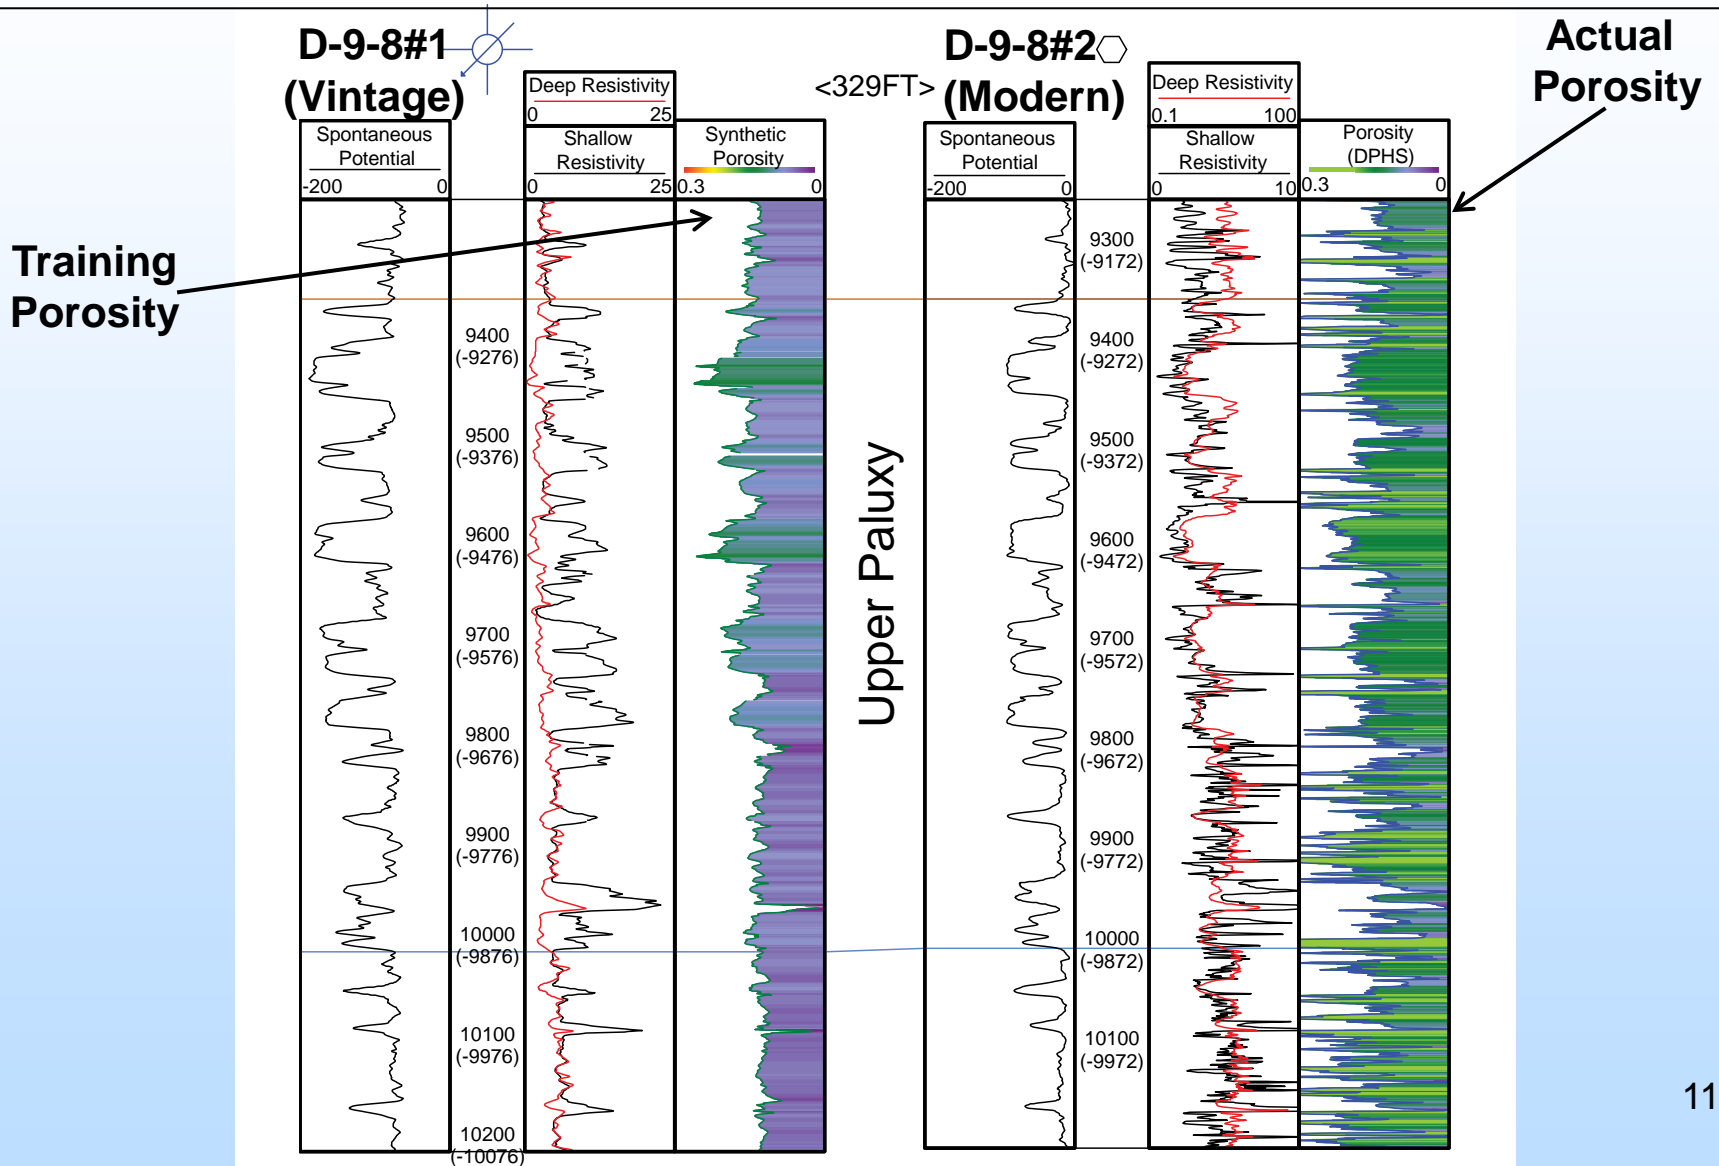 D-9-8#1
(Vintage)
<329FT>
D-9-8#2
(Modern)
Actual
Porosity
Training
Porosity
Spontaneous
Potential
-200 0
Deep Resistivity
0 25
Shallow
Resistivity
0 25
Synthetic
Porosity
0.3 0
9400
(-9276)
9500
(-9376)
9600
(-9476)
9700
(-9576)
9800
(-9676)
9900
(-9776)
10000
(-9876)
10100
(-9976)
10200
(-10076)
Upper Paluxy
Spontaneous
Potential
-200 0
Deep Resistivity
0.1 100
Shallow
Resistivity
0 10
Porosity
(DPHS)
0.3 0
9300
(-9172)
9400
(-9272)
9500
(-9372)
9600
(-9472)
9700
(-9572)
9800
(-9672)
9900
(-9772)
10000
(-9872)
10100
(-9972)
11